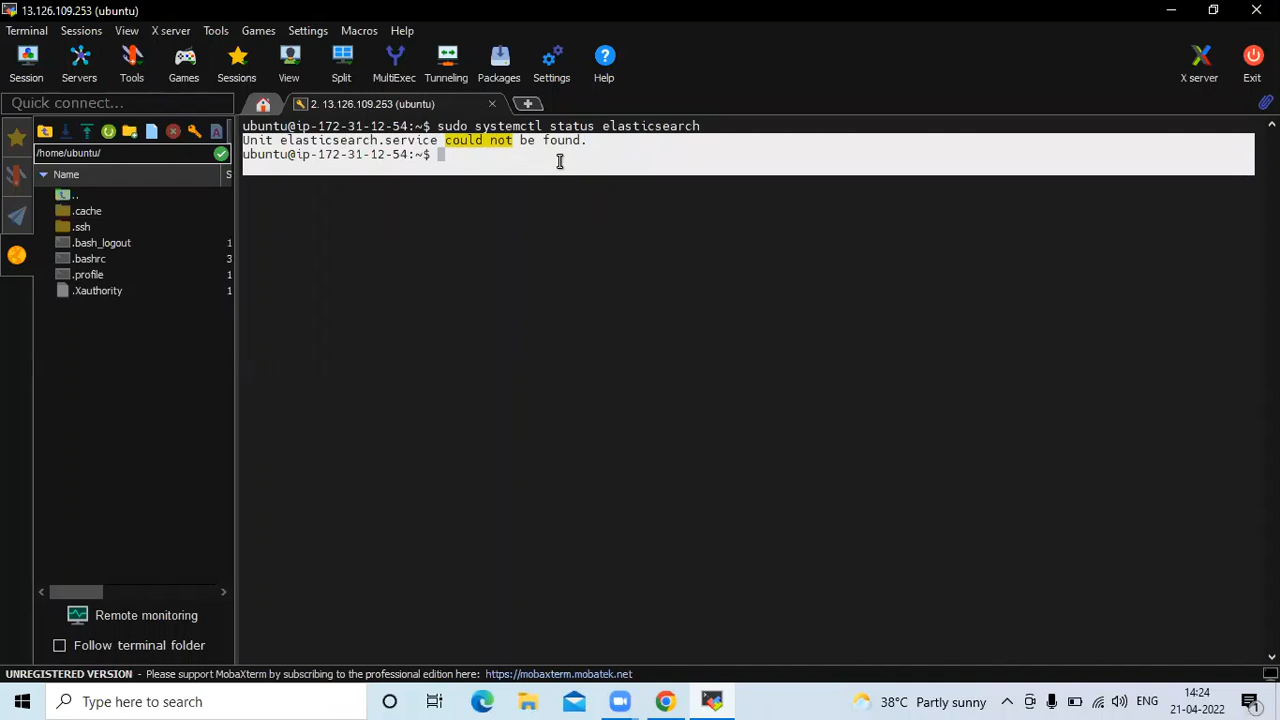 13.126.109.253 (ubuntu)
Terminal Sessions View X server Tools Games Settings Macros Help
Session Servers Tools Games Sessions View Split MultiExec Tunneling Packages Settings Help X server Exit
Quick connect...
2. 13.126.109.253 (ubuntu)
/home/ubuntu/
Name S
..
.cache
.ssh
.bash_logout 1
.bashrc 3
.profile 1
.Xauthority 1
Remote monitoring
Follow terminal folder
ubuntu@ip-172-31-12-54:~$ sudo systemctl status elasticsearch
Unit elasticsearch.service could not be found.
ubuntu@ip-172-31-12-54:~$
UNREGISTERED VERSION - Please support MobaXterm by subscribing to the professional edition here: https://mobaxterm.mobatek.net
Type here to search
38°C Partly sunny
ENG
14:24
21-04-2022
1